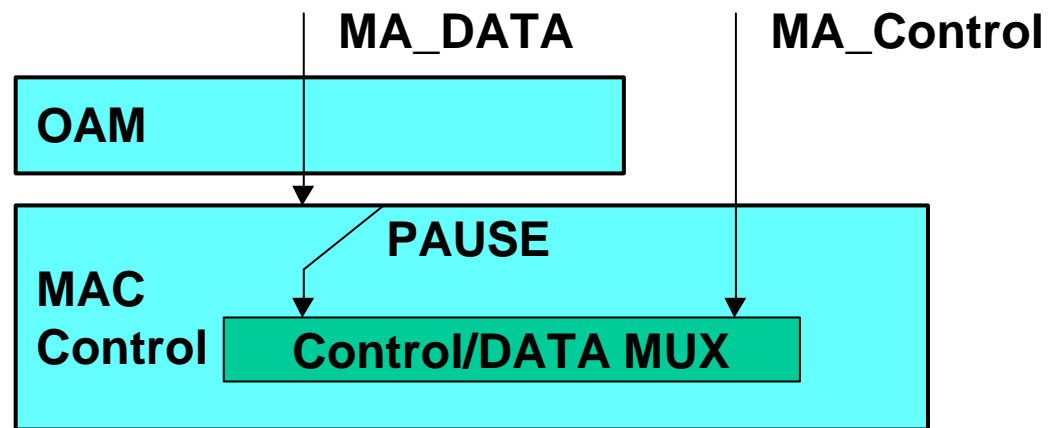 MA_DATA MA_Control
OAM
PAUSE
MAC
Control
Control/DATA MUX